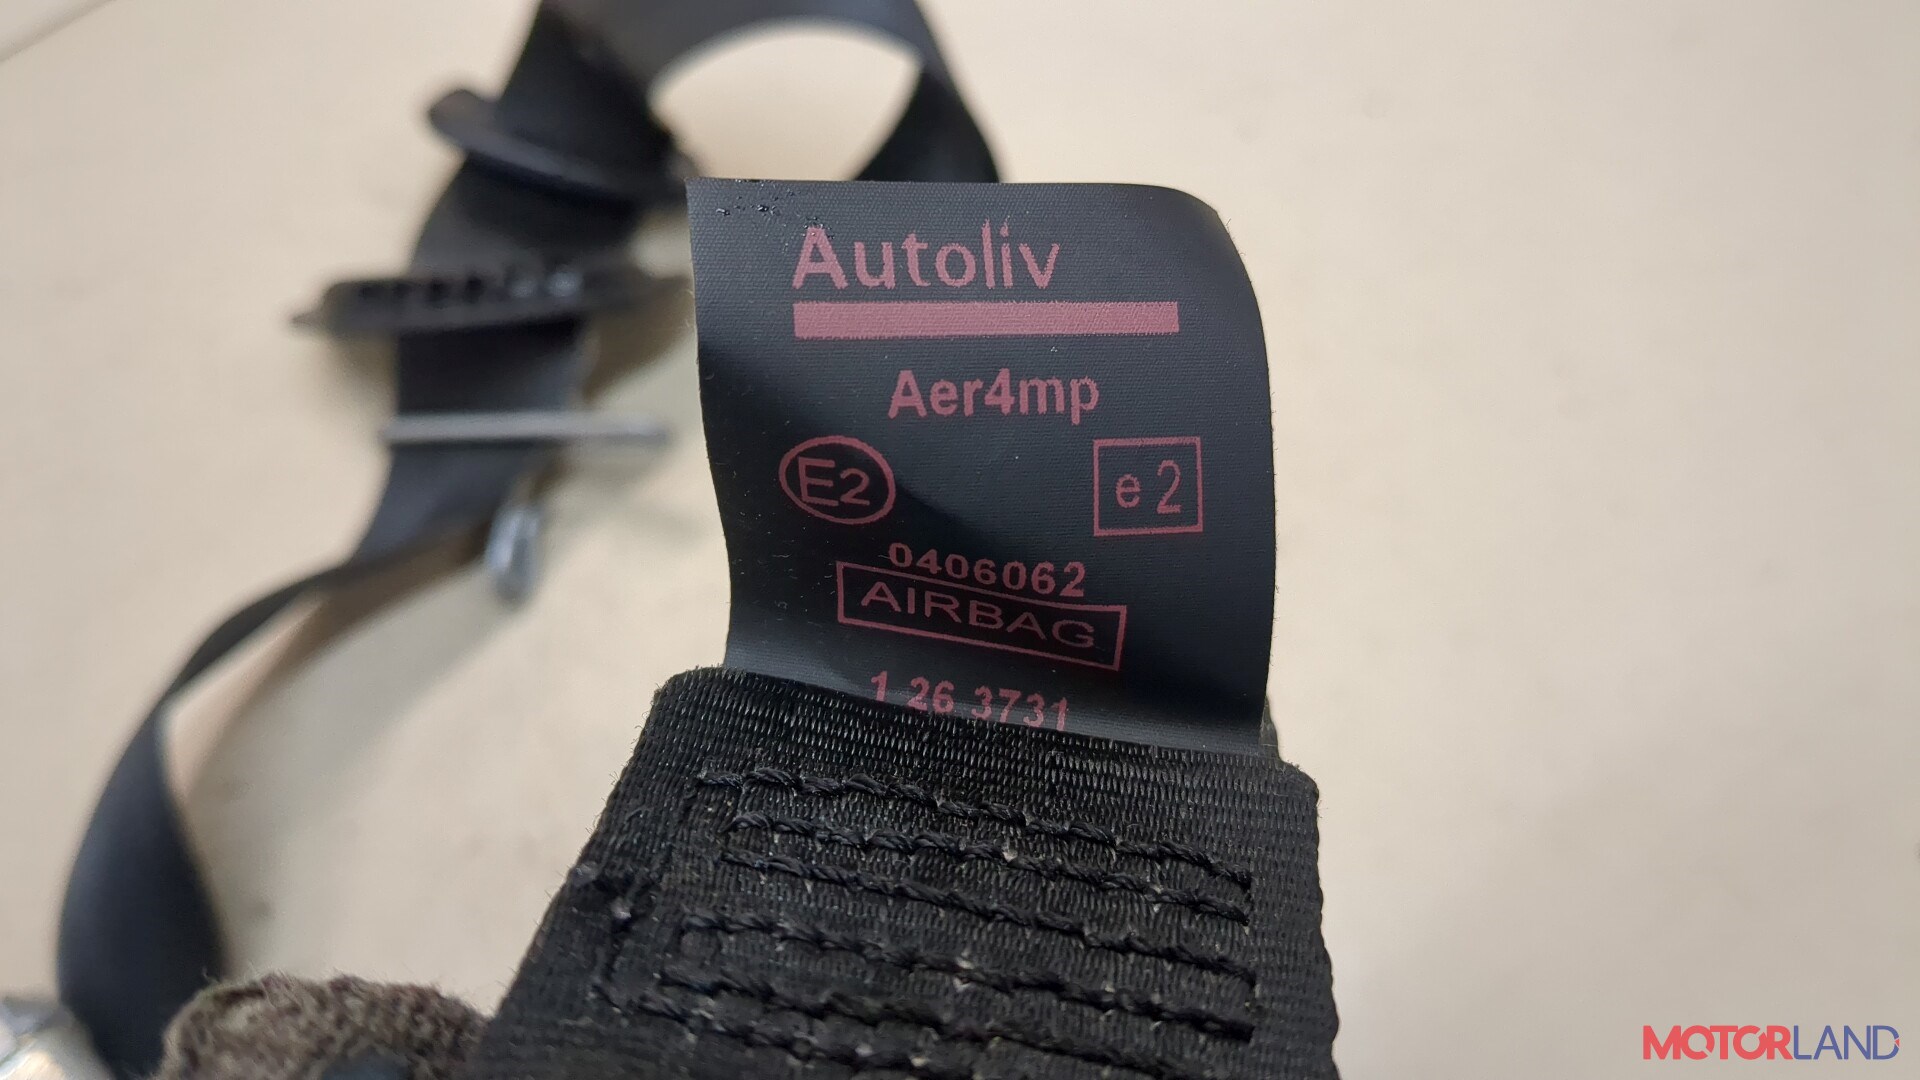 Autoliv
Aer4mp
E2
e 2
0406062
AIRBAG
1 26 3731
MOTORLAND